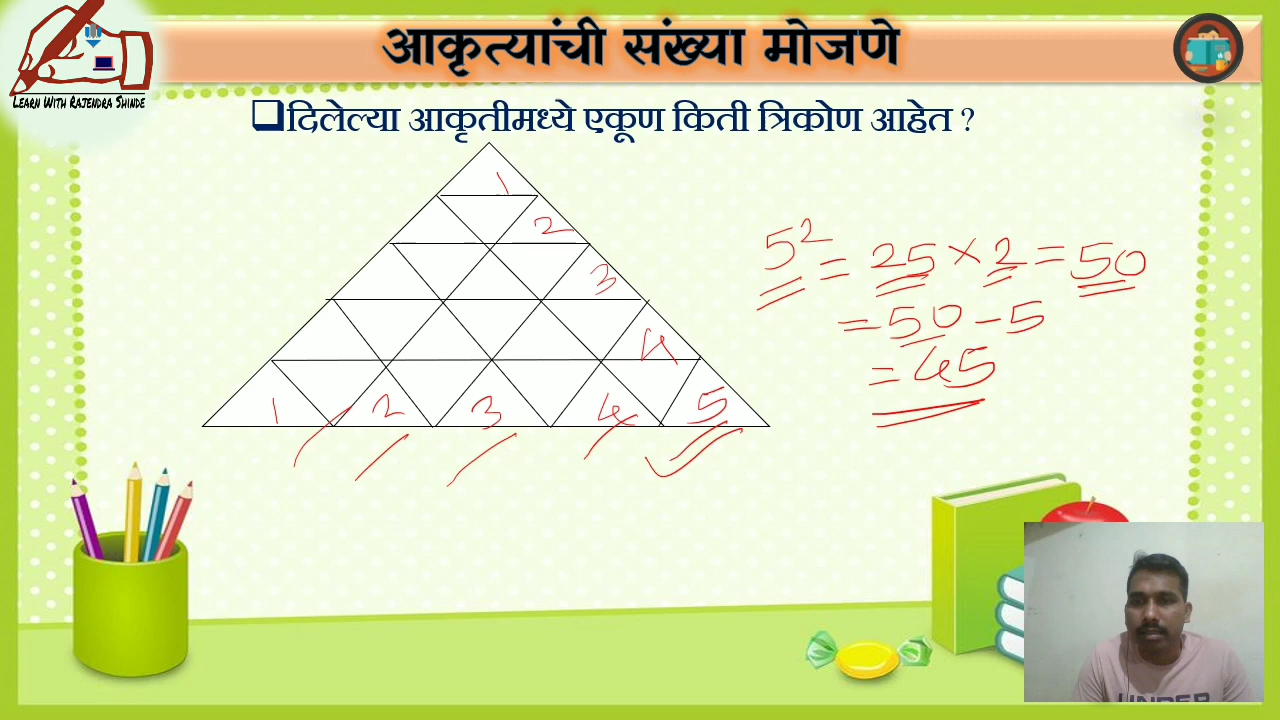 आकृत्यांची संख्या मोजणे
LEARN WITH RAJENDRA SHINDE
दिलेल्या आकृतीमध्ये एकूण किती त्रिकोण आहेत ?
1
2
3
4
1 2 3 4 5
5² = 25 × 2 = 50
= 50 - 5
= 45
UNDER